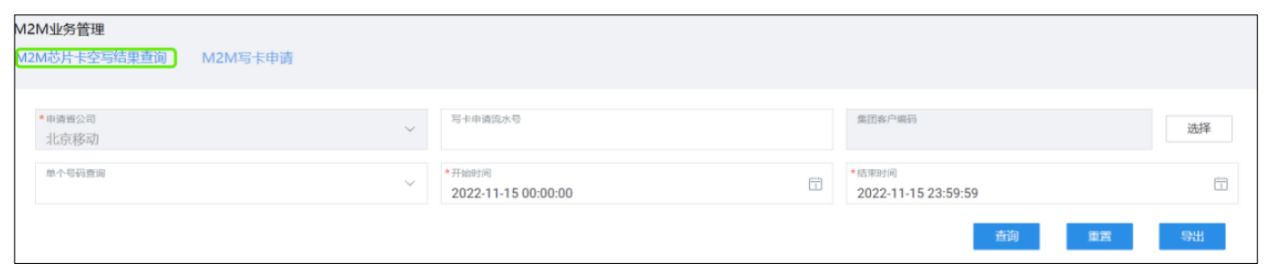 M2M业务管理
M2M芯片卡空写结果查询 M2M写卡申请
*申请省公司
北京移动
写卡申请流水号
集团客户编码
选择
单个号码查询
*开始时间
2022-11-15 00:00:00
*结束时间
2022-11-15 23:59:59
查询 重置 导出